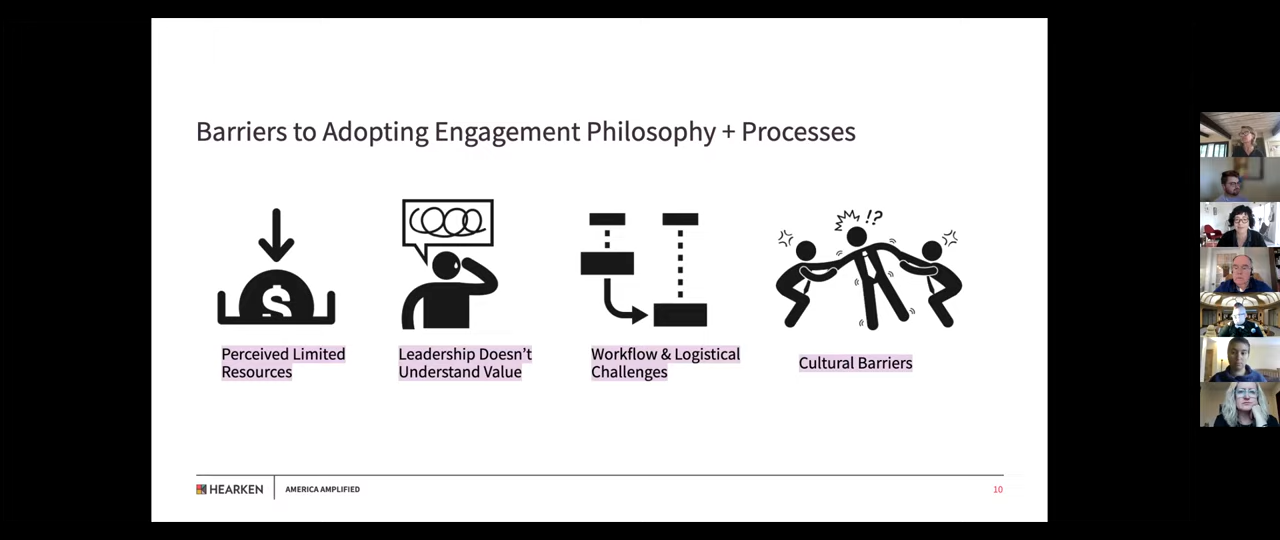 Barriers to Adopting Engagement Philosophy + Processes
!?
$
Perceived Limited
Resources
Leadership Doesn’t
Understand Value
Workflow & Logistical
Challenges
Cultural Barriers
HEARKEN
AMERICA AMPLIFIED
10